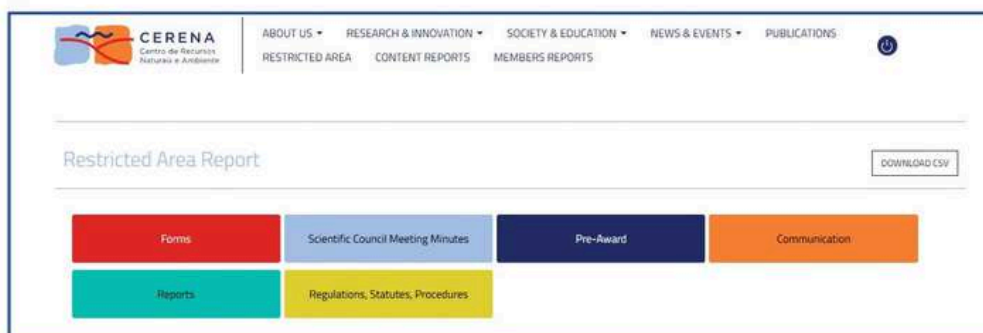 CERENA
Centro de Recursos
Naturais e Ambiente
ABOUT US RESEARCH & INNOVATION SOCIETY & EDUCATION NEWS & EVENTS PUBLICATIONS
RESTRICTED AREA CONTENT REPORTS MEMBERS REPORTS
Restricted Area Report
DOWNLOAD CSV
Forms Scientific Council Meeting Minutes Pre-Award Communication
Reports Regulations, Statutes, Procedures